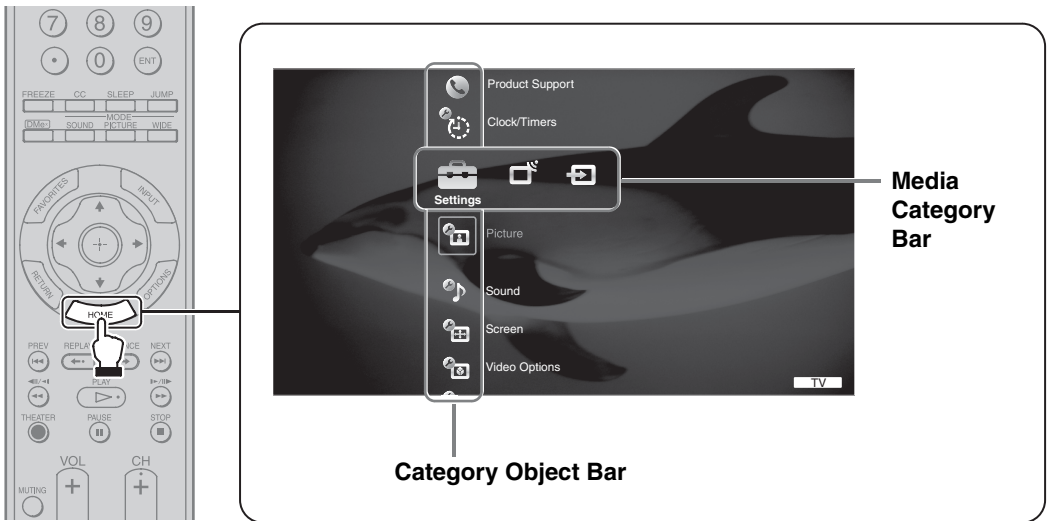 7 8 9
0 ENT
FREEZE CC SLEEP JUMP
MODE
DMe SOUND PICTURE WIDE
FAVORITES
INPUT
RETURN
OPTIONS
HOME
PREV REPLA NCE NEXT
PLAY
THEATER PAUSE STOP
VOL CH
MUTING + +
Product Support
Clock/Timers
Settings
Picture
Sound
Screen
Video Options
TV
Media
Category
Bar
Category Object Bar